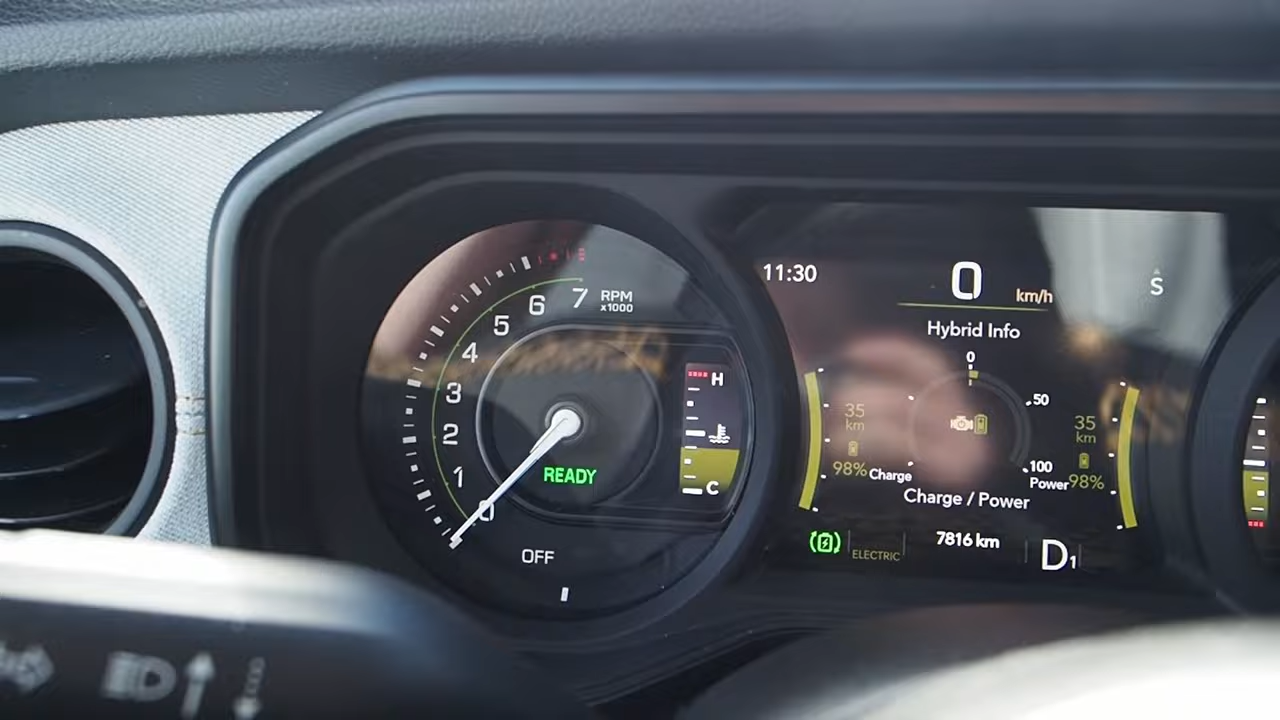 7 RPM
x1000
6
5
4
3
2
1
0
OFF
READY
H
C
11:30
0 km/h
S
Hybrid Info
0
50
100
35
km
98% Charge
35
km
Power 98%
Charge / Power
ELECTRIC
7816 km
D1